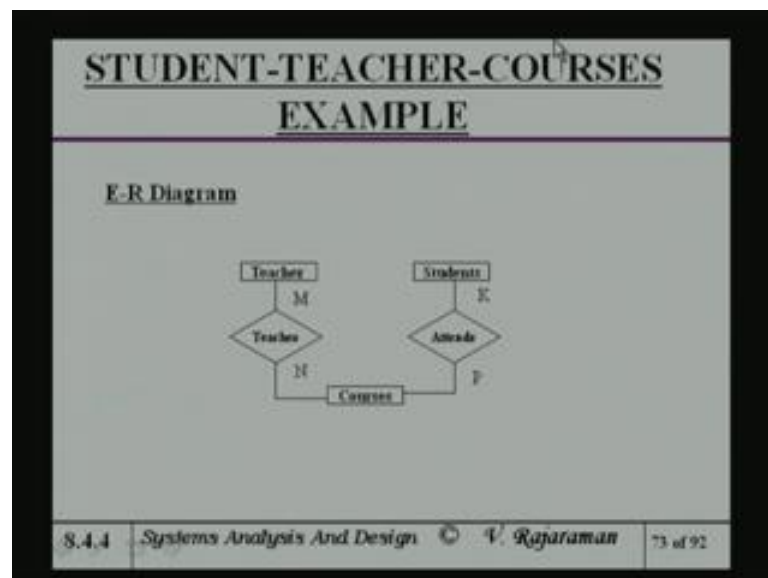 STUDENT-TEACHER-COURSES
EXAMPLE
E-R Diagram
Teacher
Students
M
K
Teaches
Attends
N
P
Courses
8.4.4
Systems Analysis And Design © V. Rajaraman
73 of 92